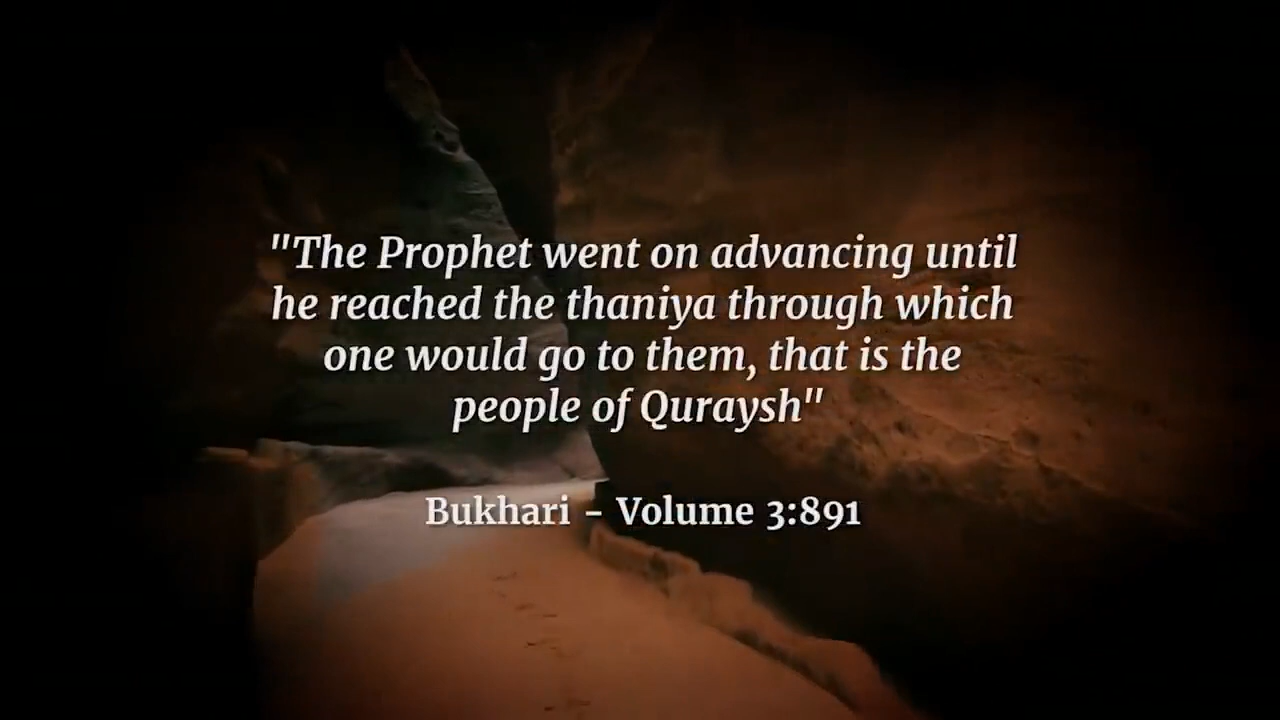 "The Prophet went on advancing until
he reached the thaniya through which
one would go to them, that is the
people of Quraysh"
Bukhari - Volume 3:891